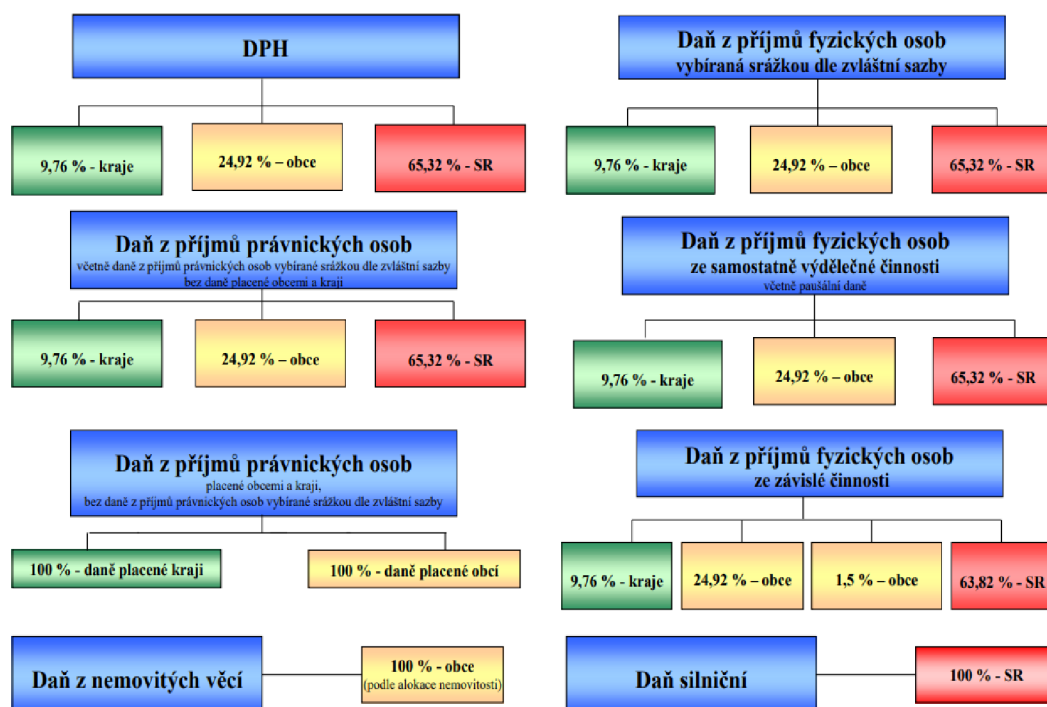 DPH
9,76 % - kraje
24,92 % – obce
65,32 % - SR
Daň z příjmů fyzických osob
vybíraná srážkou dle zvláštní sazby
9,76 % - kraje
24,92 % – obce
65,32 % - SR
Daň z příjmů právnických osob
včetně daně z příjmů právnických osob vybírané srážkou dle zvláštní sazby
bez daně placené obcemi a kraji
9,76 % - kraje
24,92 % – obce
65,32 % - SR
Daň z příjmů fyzických osob
ze samostatně výdělečné činnosti
včetně paušální daně
9,76 % - kraje
24,92 % – obce
65,32 % - SR
Daň z příjmů právnických osob
placené obcemi a kraji,
bez daně z příjmů právnických osob vybírané srážkou dle zvláštní sazby
100 % - daně placené kraji
100 % - daně placené obcí
Daň z příjmů fyzických osob
ze závislé činnosti
9,76 % - kraje
24,92 % – obce
1,5 % – obce
63,82 % - SR
Daň z nemovitých věcí
100 % - obce
(podle alokace nemovitosti)
Daň silniční
100 % - SR